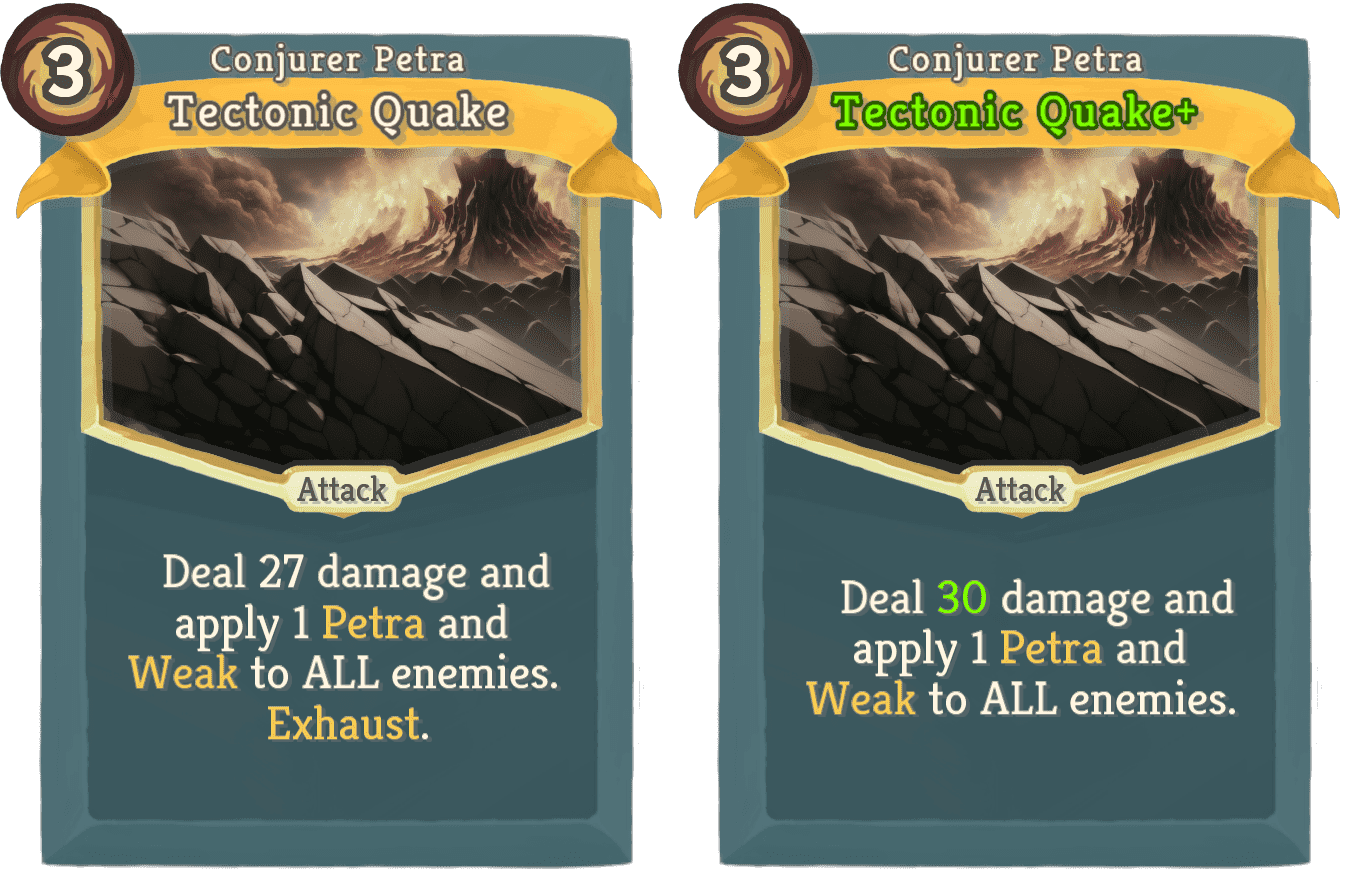 3
Conjurer Petra
Tectonic Quake
Attack
Deal 27 damage and
apply 1 Petra and
Weak to ALL enemies.
Exhaust.
3
Conjurer Petra
Tectonic Quake+
Attack
Deal 30 damage and
apply 1 Petra and
Weak to ALL enemies.